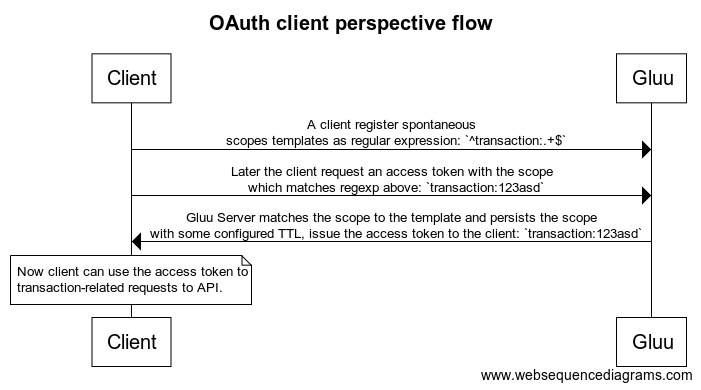 OAuth client perspective flow
Client
Gluu
A client register spontaneous
scopes templates as regular expression: `^transaction:.+$`
Later the client request an access token with the scope
which matches regexp above: `transaction:123asd`
Gluu Server matches the scope to the template and persists the scope
with some configured TTL, issue the access token to the client: `transaction:123asd`
Now client can use the access token to
transaction-related requests to API.
Client
Gluu
www.websequencediagrams.com